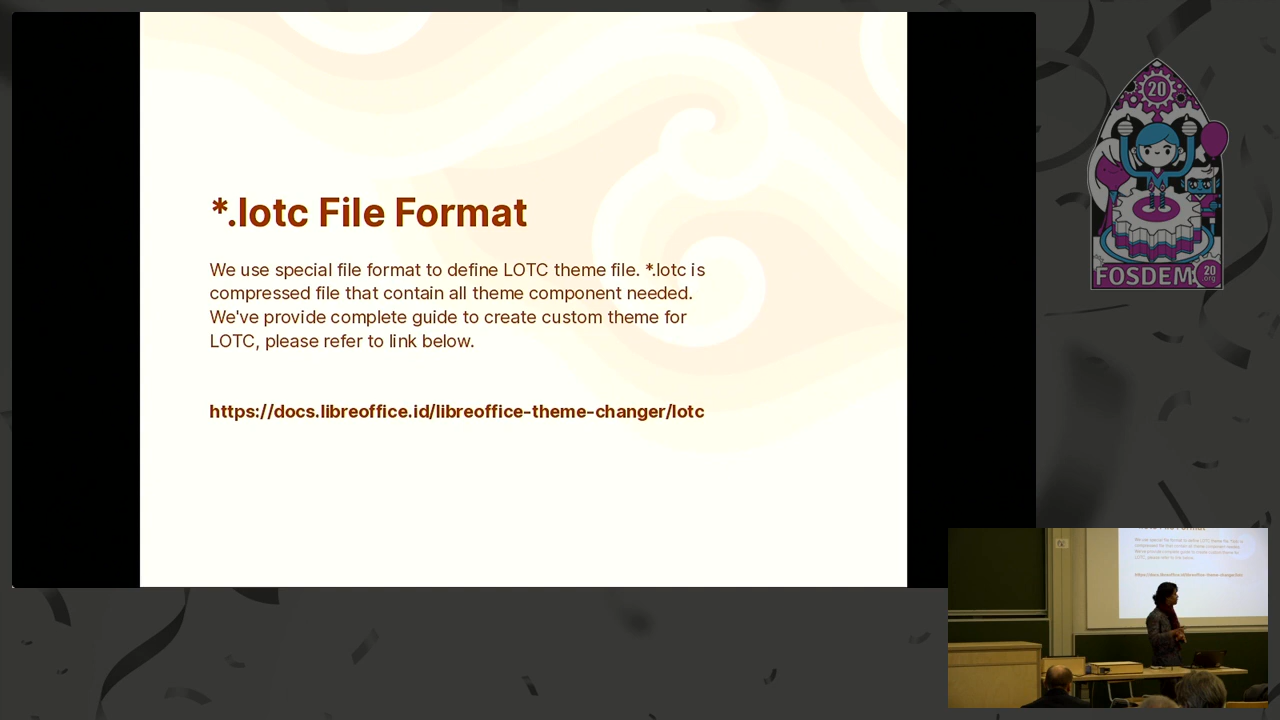 *.lotc File Format
We use special file format to define LOTC theme file. *.lotc is
compressed file that contain all theme component needed.
We've provide complete guide to create custom theme for
LOTC, please refer to link below.
https://docs.libreoffice.id/libreoffice-theme-changer/lotc
20
FOSDEM
20
.org